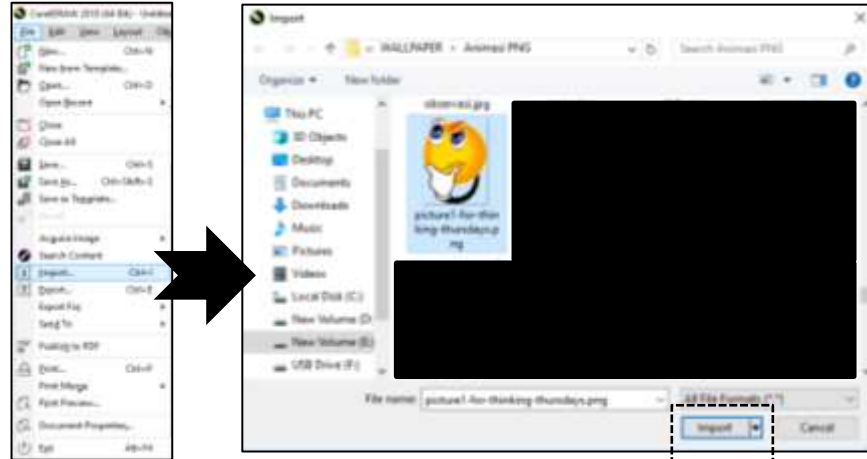 CorelDRAW 2018 (64-Bit) - Untitled
File Edit View Layout
New... Ctrl+N
New from Template...
Open... Ctrl+O
Open Recent
Close
Close All
Save... Ctrl+S
Save As... Ctrl+Shift+S
Save as Template...
Acquire Image
Search Content
Import... Ctrl+I
Export... Ctrl+E
Export For
Send To
Publish to PDF
Print... Ctrl+P
Print Merge
Print Preview...
Document Properties...
Exit Alt+F4
Import
WALLPAPER > Animasi PNG
Search Animasi PNG
Organize
New folder
This PC
3D Objects
Desktop
Documents
Downloads
Music
Pictures
Videos
Local Disk (C:)
New Volume (D:
New Volume (E:)
USB Drive (F:)
observasi.jpg
picture1-for-thin
king-thursdays.p
ng
File name: picture1-for-thinking-thursdays.png
All File Formats (*.*)
Import
Cancel